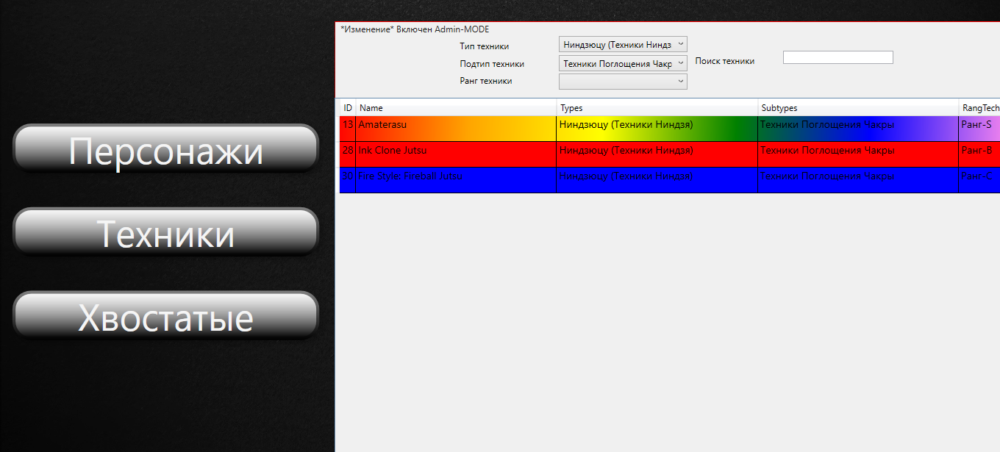 Персонажи
Техники
Хвостатые
*Изменение* Включен Admin-MODE
Тип техники Ниндзюцу (Техники Ниндз
Подтип техники Техники Поглощения Чакр Поиск техники
Ранг техники
ID Name Types Subtypes RangTech
13 Amaterasu Ниндзюцу (Техники Ниндзя) Техники Поглощения Чакры Ранг-S
28 Ink Clone Jutsu Ниндзюцу (Техники Ниндзя) Техники Поглощения Чакры Ранг-B
30 Fire Style: Fireball Jutsu Ниндзюцу (Техники Ниндзя) Техники Поглощения Чакры Ранг-C